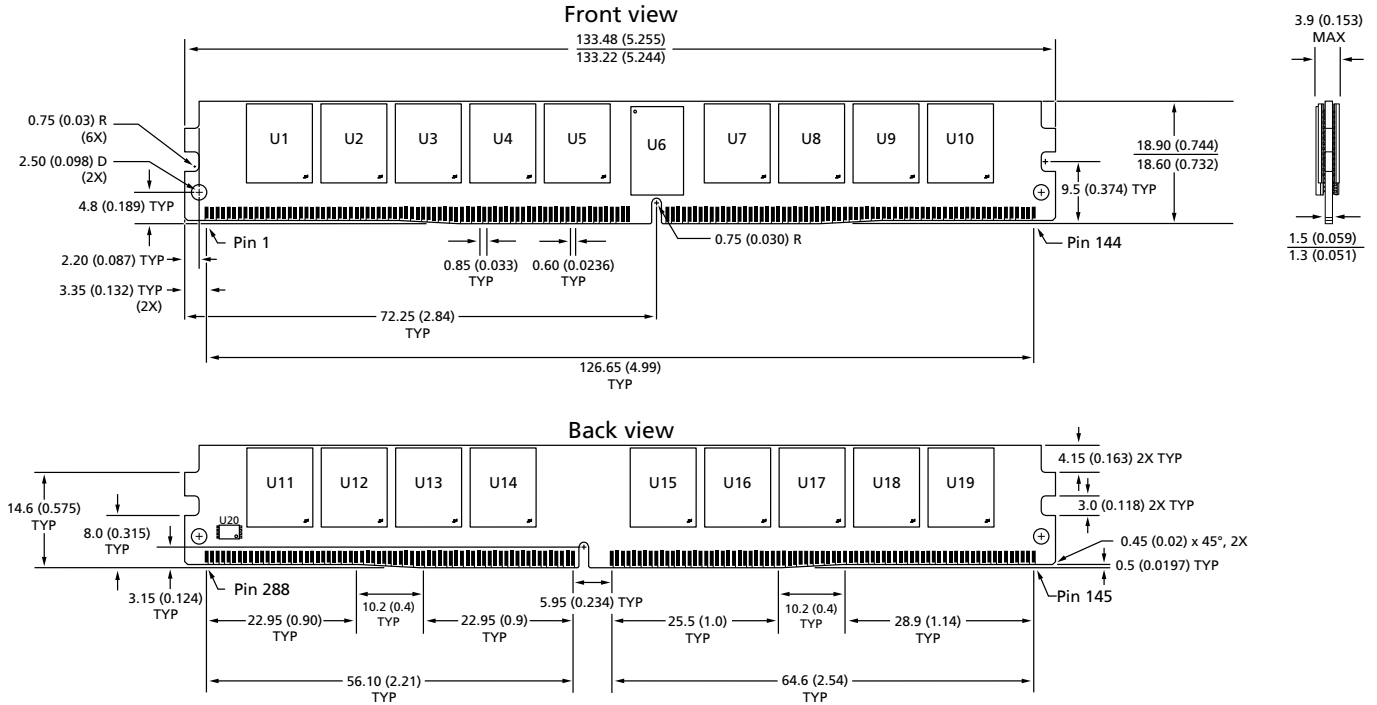 Front view
133.48 (5.255)
133.22 (5.244)
3.9 (0.153)
MAX
0.75 (0.03) R
(6X)
2.50 (0.098) D
(2X)
4.8 (0.189) TYP
U1
U2
U3
U4
U5
U6
U7
U8
U9
U10
18.90 (0.744)
18.60 (0.732)
9.5 (0.374) TYP
Pin 1
0.75 (0.030) R
Pin 144
2.20 (0.087) TYP
0.85 (0.033)
TYP
0.60 (0.0236)
TYP
1.5 (0.059)
1.3 (0.051)
3.35 (0.132) TYP
(2X)
72.25 (2.84)
TYP
126.65 (4.99)
TYP
Back view
U11
U12
U13
U14
U15
U16
U17
U18
U19
4.15 (0.163) 2X TYP
14.6 (0.575)
TYP
3.0 (0.118) 2X TYP
U20
8.0 (0.315)
TYP
0.45 (0.02) x 45°, 2X
0.5 (0.0197) TYP
3.15 (0.124)
TYP
Pin 288
5.95 (0.234) TYP
Pin 145
22.95 (0.90)
TYP
10.2 (0.4)
TYP
22.95 (0.9)
TYP
25.5 (1.0)
TYP
10.2 (0.4)
TYP
28.9 (1.14)
TYP
56.10 (2.21)
TYP
64.6 (2.54)
TYP